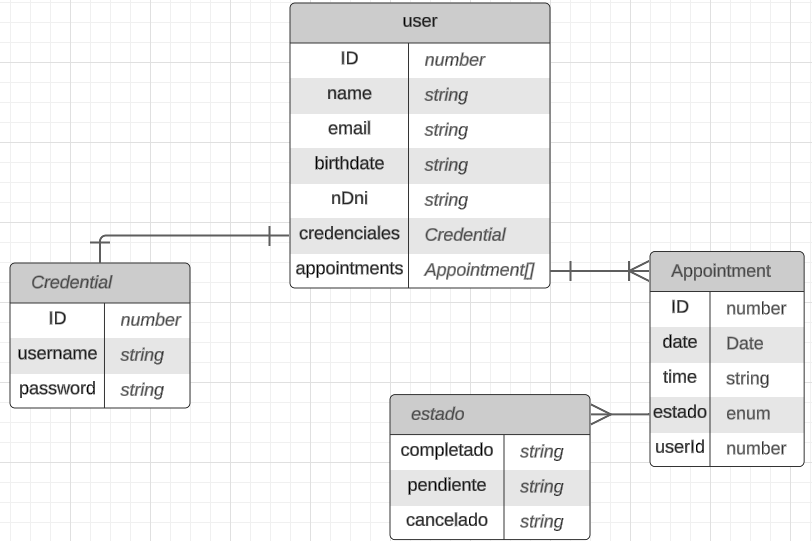 user
ID number
name string
email string
birthdate string
nDni string
credenciales Credential
appointments Appointment[]
Credential
ID number
username string
password string
Appointment
ID number
date Date
time string
estado enum
userId number
estado
completado string
pendiente string
cancelado string